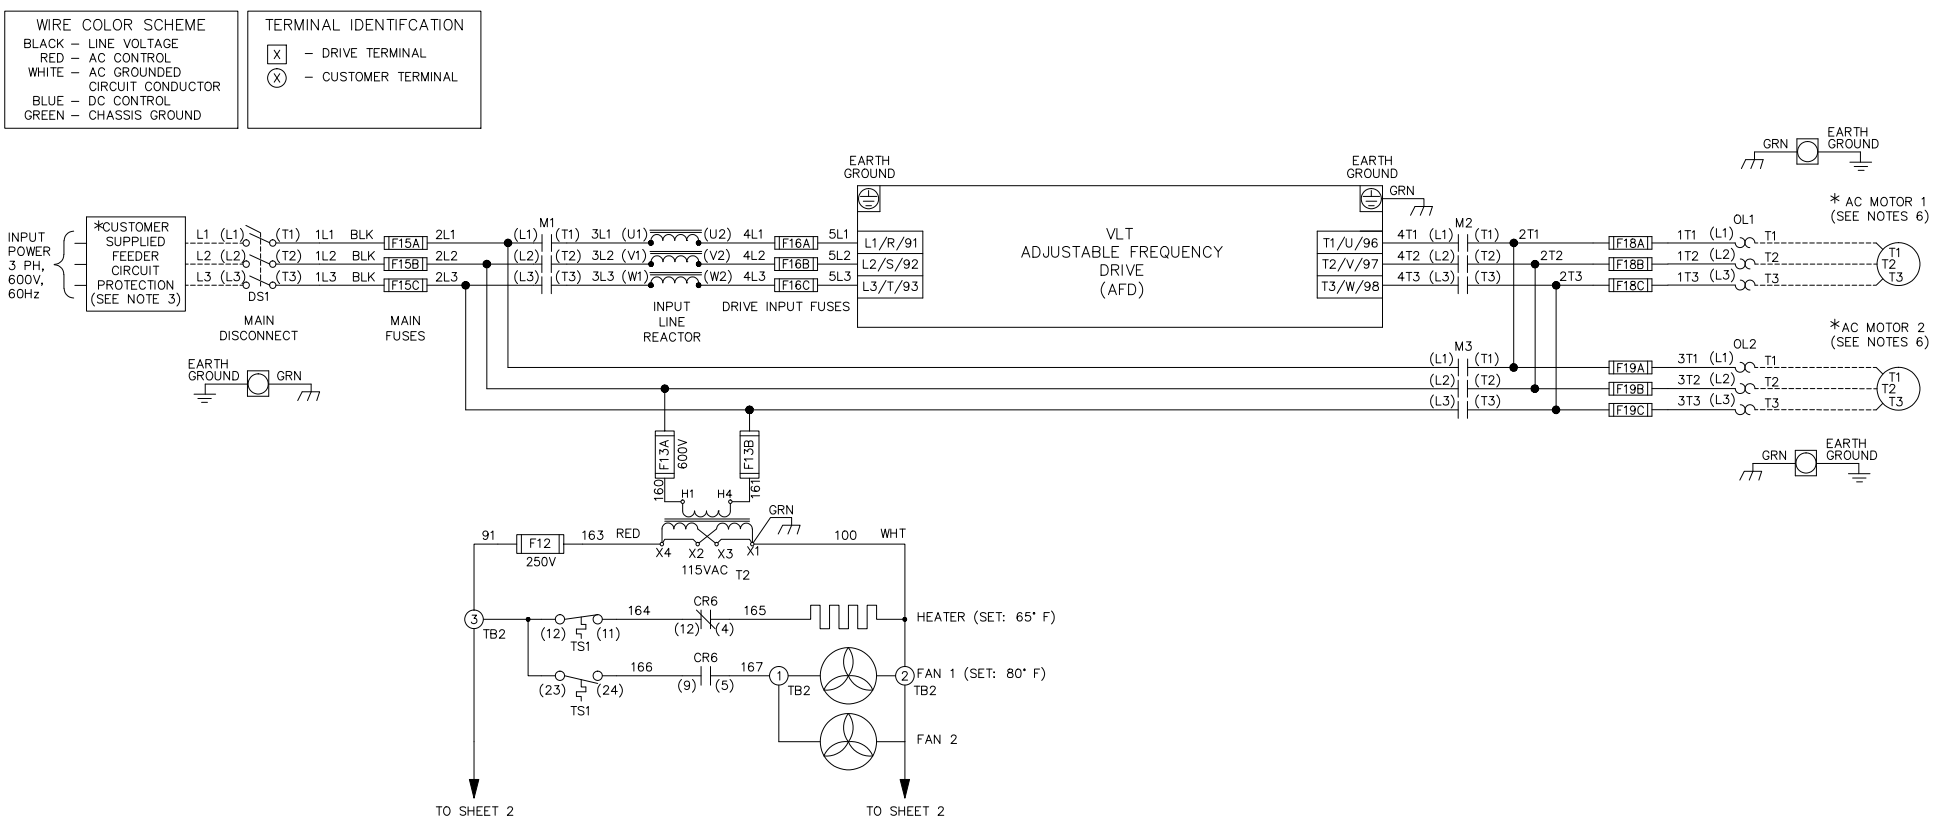 WIRE COLOR SCHEME
BLACK – LINE VOLTAGE
RED – AC CONTROL
WHITE – AC GROUNDED
CIRCUIT CONDUCTOR
BLUE – DC CONTROL
GREEN – CHASSIS GROUND
TERMINAL IDENTIFCATION
X – DRIVE TERMINAL
X – CUSTOMER TERMINAL
INPUT
POWER
3 PH,
600V,
60Hz
*CUSTOMER
SUPPLIED
FEEDER
CIRCUIT
PROTECTION
(SEE NOTE 3)
L1 (L1) (T1) 1L1 BLK F15A 2L1 (L1) M1 (T1) 3L1 (U1) (U2) 4L1 F16A 5L1 L1/R/91
L2 (L2) (T2) 1L2 BLK F15B 2L2 (L2) (T2) 3L2 (V1) (V2) 4L2 F16B 5L2 L2/S/92
L3 (L3) (T3) 1L3 BLK F15C 2L3 (L3) (T3) 3L3 (W1) (W2) 4L3 F16C 5L3 L3/T/93
DS1
MAIN
DISCONNECT
MAIN
FUSES
INPUT
LINE
REACTOR
DRIVE INPUT FUSES
EARTH
GROUND
GRN
EARTH
GROUND
VLT
ADJUSTABLE FREQUENCY
DRIVE
(AFD)
EARTH
GROUND
GRN
T1/U/96 4T1 (L1) M2 (T1) 2T1 F18A 1T1 (L1) OL1 T1
T2/V/97 4T2 (L2) (T2) 2T2 F18B 1T2 (L2) T2
T3/W/98 4T3 (L3) (T3) 2T3 F18C 1T3 (L3) T3
GRN
EARTH
GROUND
* AC MOTOR 1
(SEE NOTES 6)
T1
T2
T3
*AC MOTOR 2
(SEE NOTES 6)
M3
(L1) (T1) F19A 3T1 (L1) OL2 T1
(L2) (T2) F19B 3T2 (L2) T2
(L3) (T3) F19C 3T3 (L3) T3
T1
T2
T3
GRN
EARTH
GROUND
F13A
600V
F13B
160
161
H1 H4
GRN
91 F12 163 RED
250V
X4 X2 X3 X1
115VAC T2
100 WHT
3
TB2
(12) (11)
TS1
164
CR6
(12) (4)
165
HEATER (SET: 65° F)
(23) (24)
TS1
166
CR6
(9) (5)
167
1
TB2
2
TB2
FAN 1 (SET: 80° F)
FAN 2
TO SHEET 2
TO SHEET 2